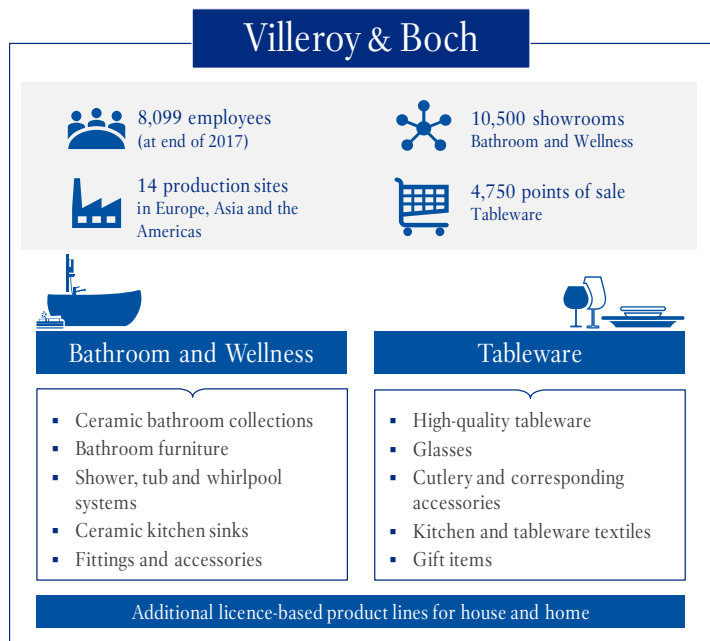 Villeroy & Boch
8,099 employees
(at end of 2017)
10,500 showrooms
Bathroom and Wellness
14 production sites
in Europe, Asia and the
Americas
4,750 points of sale
Tableware
Bathroom and Wellness
▪ Ceramic bathroom collections
▪ Bathroom furniture
▪ Shower, tub and whirlpool
systems
▪ Ceramic kitchen sinks
▪ Fittings and accessories
Tableware
▪ High-quality tableware
▪ Glasses
▪ Cutlery and corresponding
accessories
▪ Kitchen and tableware textiles
▪ Gift items
Additional licence-based product lines for house and home